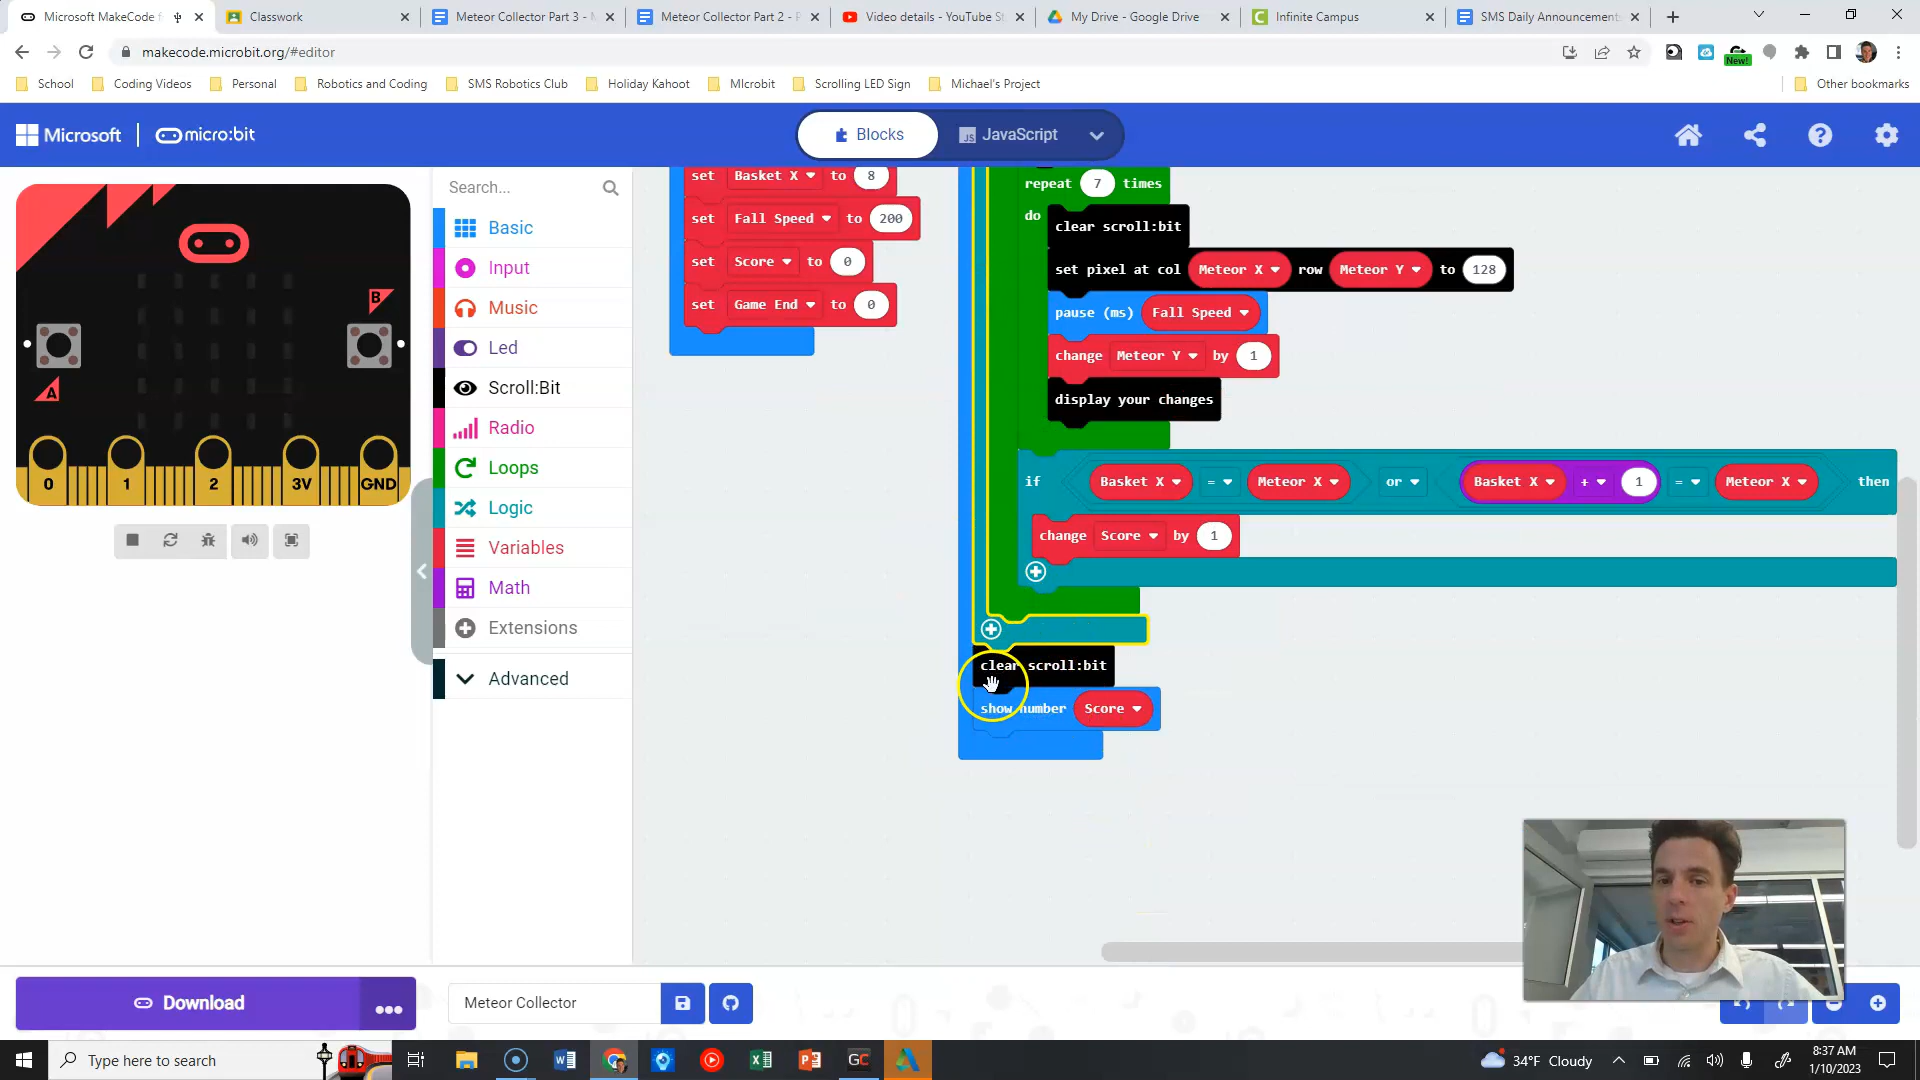 Microsoft MakeCode f
Classwork
Meteor Collector Part 3 -
Meteor Collector Part 2 -
Video details - YouTube St
My Drive - Google Drive
Infinite Campus
SMS Daily Announcement
makecode.microbit.org/#editor
New!
School
Coding Videos
Personal
Robotics and Coding
SMS Robotics Club
Holiday Kahoot
MIcrobit
Scrolling LED Sign
Michael's Project
Other bookmarks
Microsoft
micro:bit
Blocks
JS JavaScript
B
A
0 1 2 3V GND
Search...
Basic
Input
Music
Led
Scroll:Bit
Radio
Loops
Logic
Variables
Math
Extensions
Advanced
set Basket X to 8
set Fall Speed to 200
set Score to 0
set Game End to 0
repeat 7 times
do
clear scroll:bit
set pixel at col Meteor X row Meteor Y to 128
pause (ms) Fall Speed
change Meteor Y by 1
display your changes
if Basket X = Meteor X or Basket X + 1 = Meteor X then
change Score by 1
clear scroll:bit
show number Score
Download
Meteor Collector
Type here to search
GC
34°F Cloudy
8:37 AM
1/10/2023